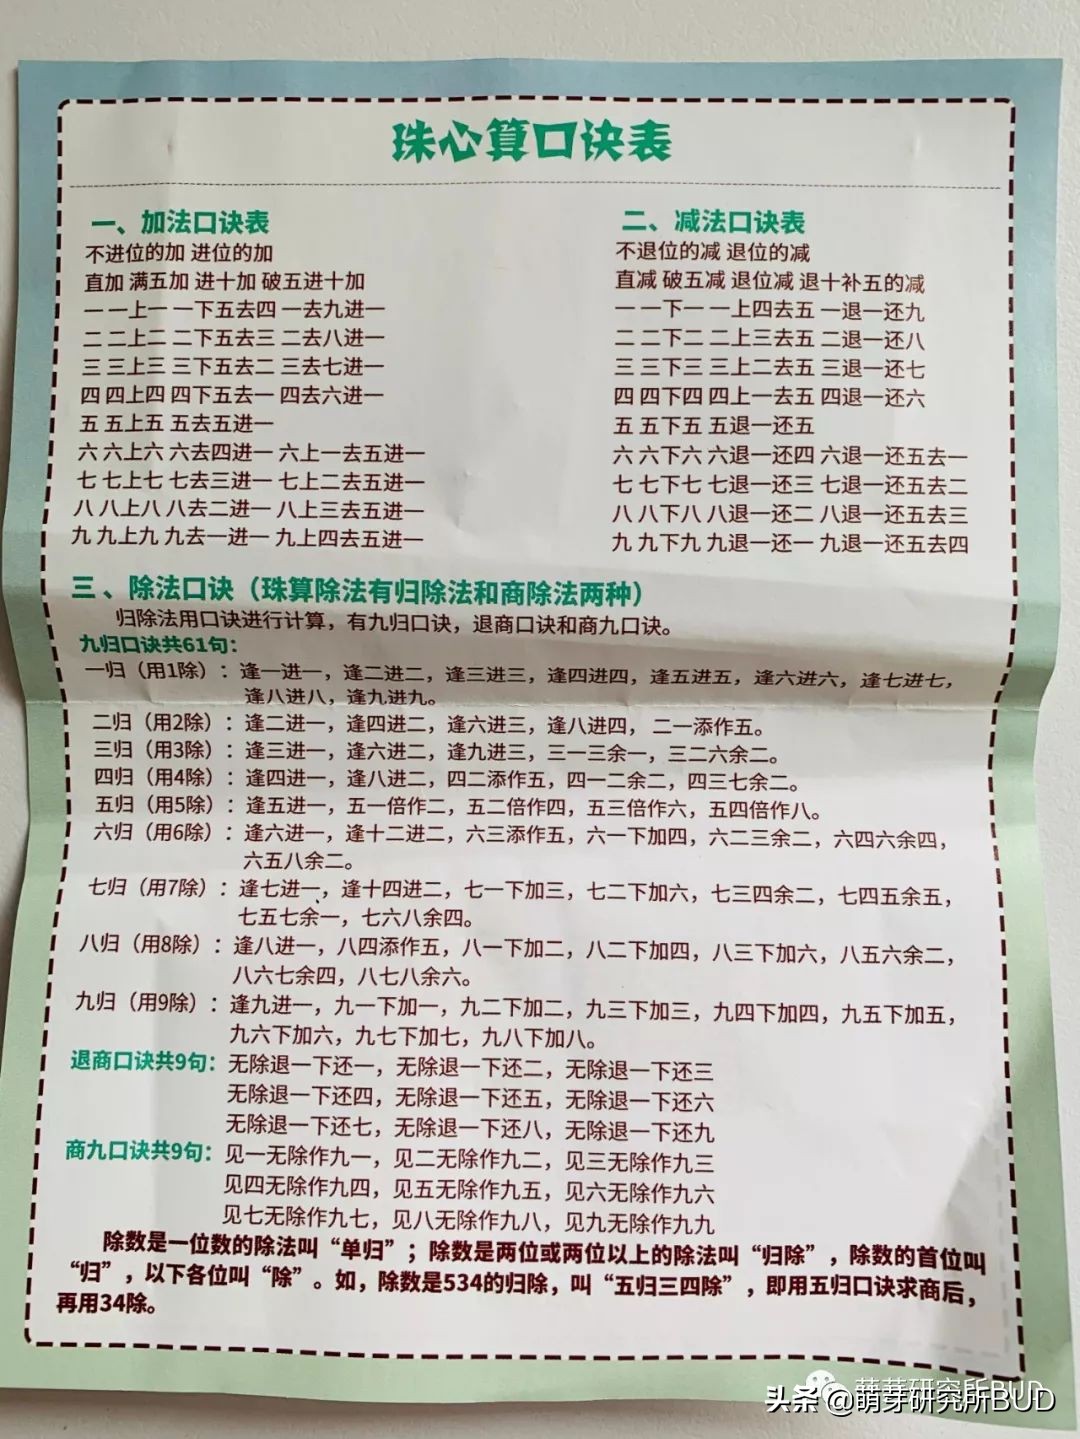 珠心算口诀表
一、加法口诀表
不进位的加 进位的加
直加 满五加 进十加 破五进十加
一 一上一 一下五去四 一去九进一
二 二上二 二下五去三 二去八进一
三 三上三 三下五去二 三去七进一
四 四上四 四下五去一 四去六进一
五 五上五 五去五进一
六 六上六 六去四进一 六上一去五进一
七 七上七 七去三进一 七上二去五进一
八 八上八 八去二进一 八上三去五进一
九 九上九 九去一进一 九上四去五进一
二、减法口诀表
不退位的减 退位的减
直减 破五减 退位减 退十补五的减
一 一下一 一上四去五 一退一还九
二 二下二 二上三去五 二退一还八
三 三下三 三上二去五 三退一还七
四 四下四 四上一去五 四退一还六
五 五下五 五退一还五
六 六下六 六退一还四 六退一还五去一
七 七下七 七退一还三 七退一还五去二
八 八下八 八退一还二 八退一还五去三
九 九下九 九退一还一 九退一还五去四
三、除法口诀（珠算除法有归除法和商除法两种）
归除法用口诀进行计算，有九归口诀，退商口诀和商九口诀。
九归口诀共61句：
一归（用1除）：逢一进一，逢二进二，逢三进三，逢四进四，逢五进五，逢六进六，逢七进七，
逢八进八，逢九进九。
二归（用2除）：逢二进一，逢四进二，逢六进三，逢八进四，二一添作五。
三归（用3除）：逢三进一，逢六进二，逢九进三，三一三余一，三二六余二。
四归（用4除）：逢四进一，逢八进二，四二添作五，四一二余二，四三七余二。
五归（用5除）：逢五进一，五一倍作二，五二倍作四，五三倍作六，五四倍作八。
六归（用6除）：逢六进一，逢十二进二，六三添作五，六一下加四，六二三余二，六四六余四，
六五八余二。
七归（用7除）：逢七进一，逢十四进二，七一下加三，七二下加六，七三四余二，七四五余五，
七五七余一，七六八余四。
八归（用8除）：逢八进一，八四添作五，八一下加二，八二下加四，八三下加六，八五六余二，
八六七余四，八七八余六。
九归（用9除）：逢九进一，九一下加一，九二下加二，九三下加三，九四下加四，九五下加五，
九六下加六，九七下加七，九八下加八。
退商口诀共9句：无除退一下还一，无除退一下还二，无除退一下还三
无除退一下还四，无除退一下还五，无除退一下还六
无除退一下还七，无除退一下还八，无除退一下还九
商九口诀共9句：见一无除作九一，见二无除作九二，见三无除作九三
见四无除作九四，见五无除作九五，见六无除作九六
见七无除作九七，见八无除作九八，见九无除作九九
除数是一位数的除法叫“单归”；除数是两位或两位以上的除法叫“归除”，除数的首位叫
“归”，以下各位叫“除”。如，除数是534的归除，叫“五归三四除”，即用五归口诀求商后，
再用34除。
萌芽研究所BUD
头条@萌芽研究所BUD